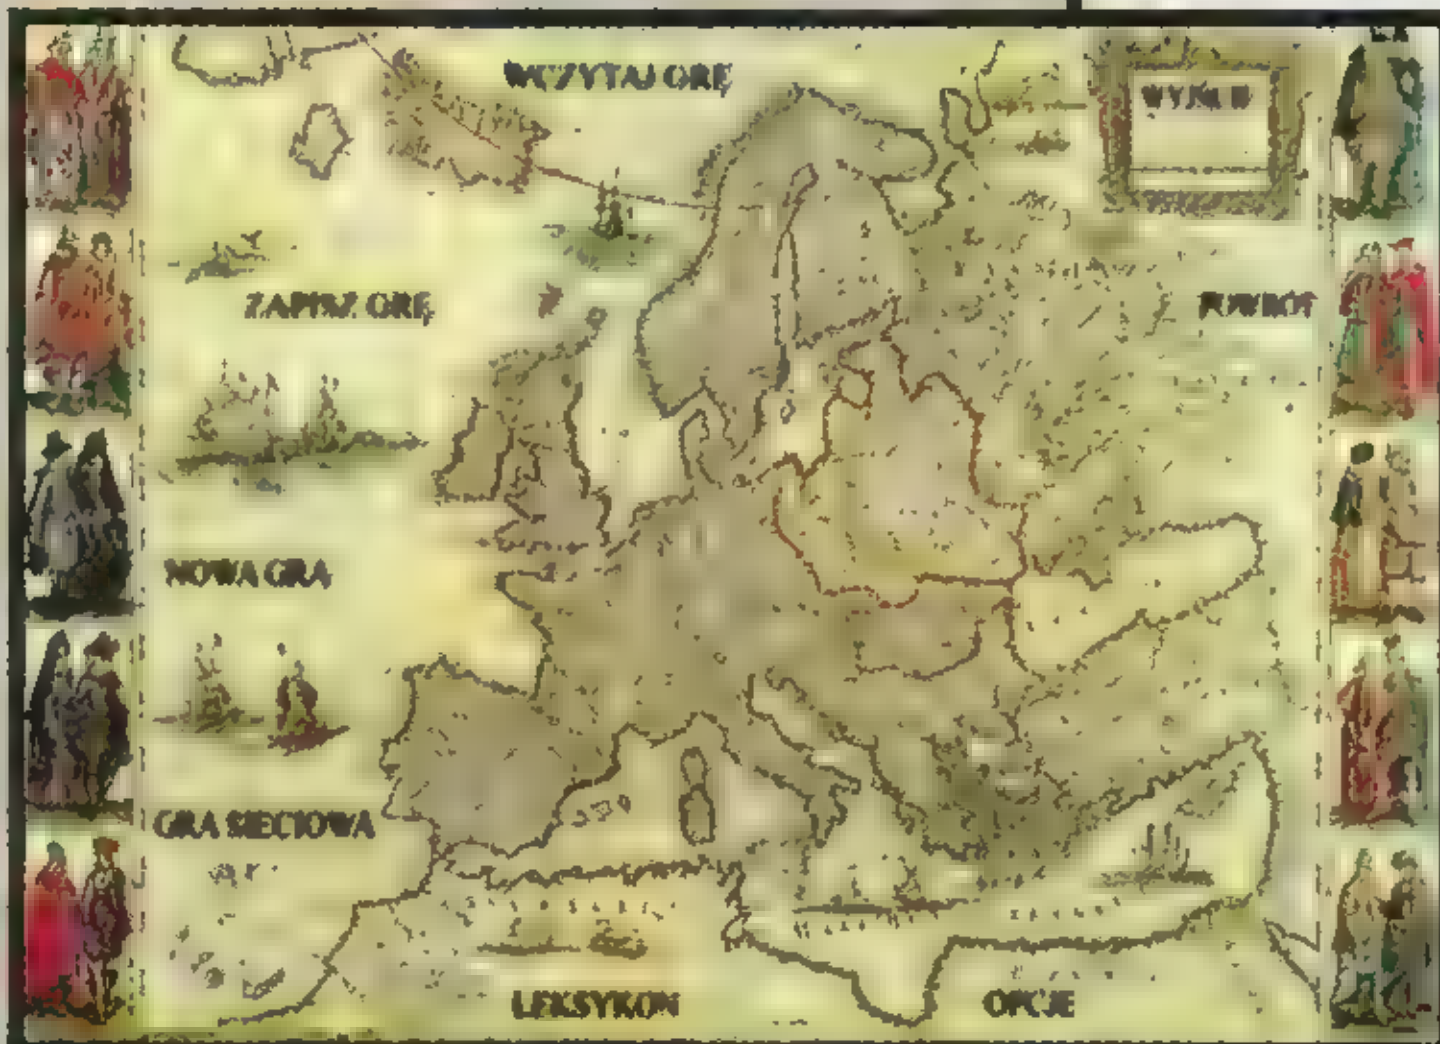 WCZYTAJ GRĘ
ZAPISZ GRĘ
POWRÓT
NOWA GRA
GRA SIECIOWA
LEKSYKON
OPCJE